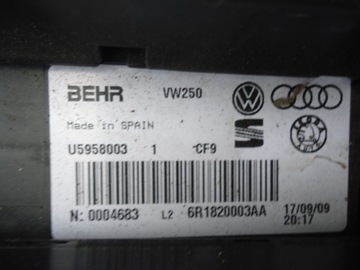 BEHR VW250
Made in SPAIN
U5958003 1 CF9
N: 0004683 L2 6R1820003AA 17/09/09
20:17